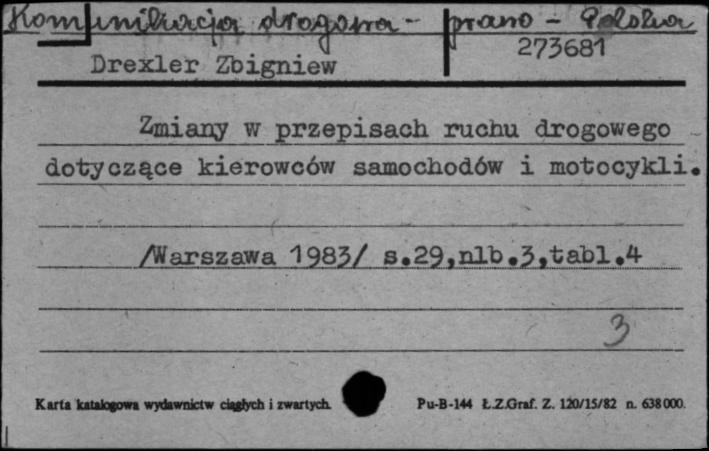 Komunikacja drogowa - prawo - Polska
273681
Drexler Zbigniew
Zmiany w przepisach ruchu drogowego
dotyczące kierowców samochodów i motocykli.
/Warszawa 1983/ s.29,nlb.3,tabl.4
3
Karta katalogowa wydawnictw ciągłych i zwartych.
Pu-B-144 Ł.Z.Graf. Z. 120/15/82 n. 638000.